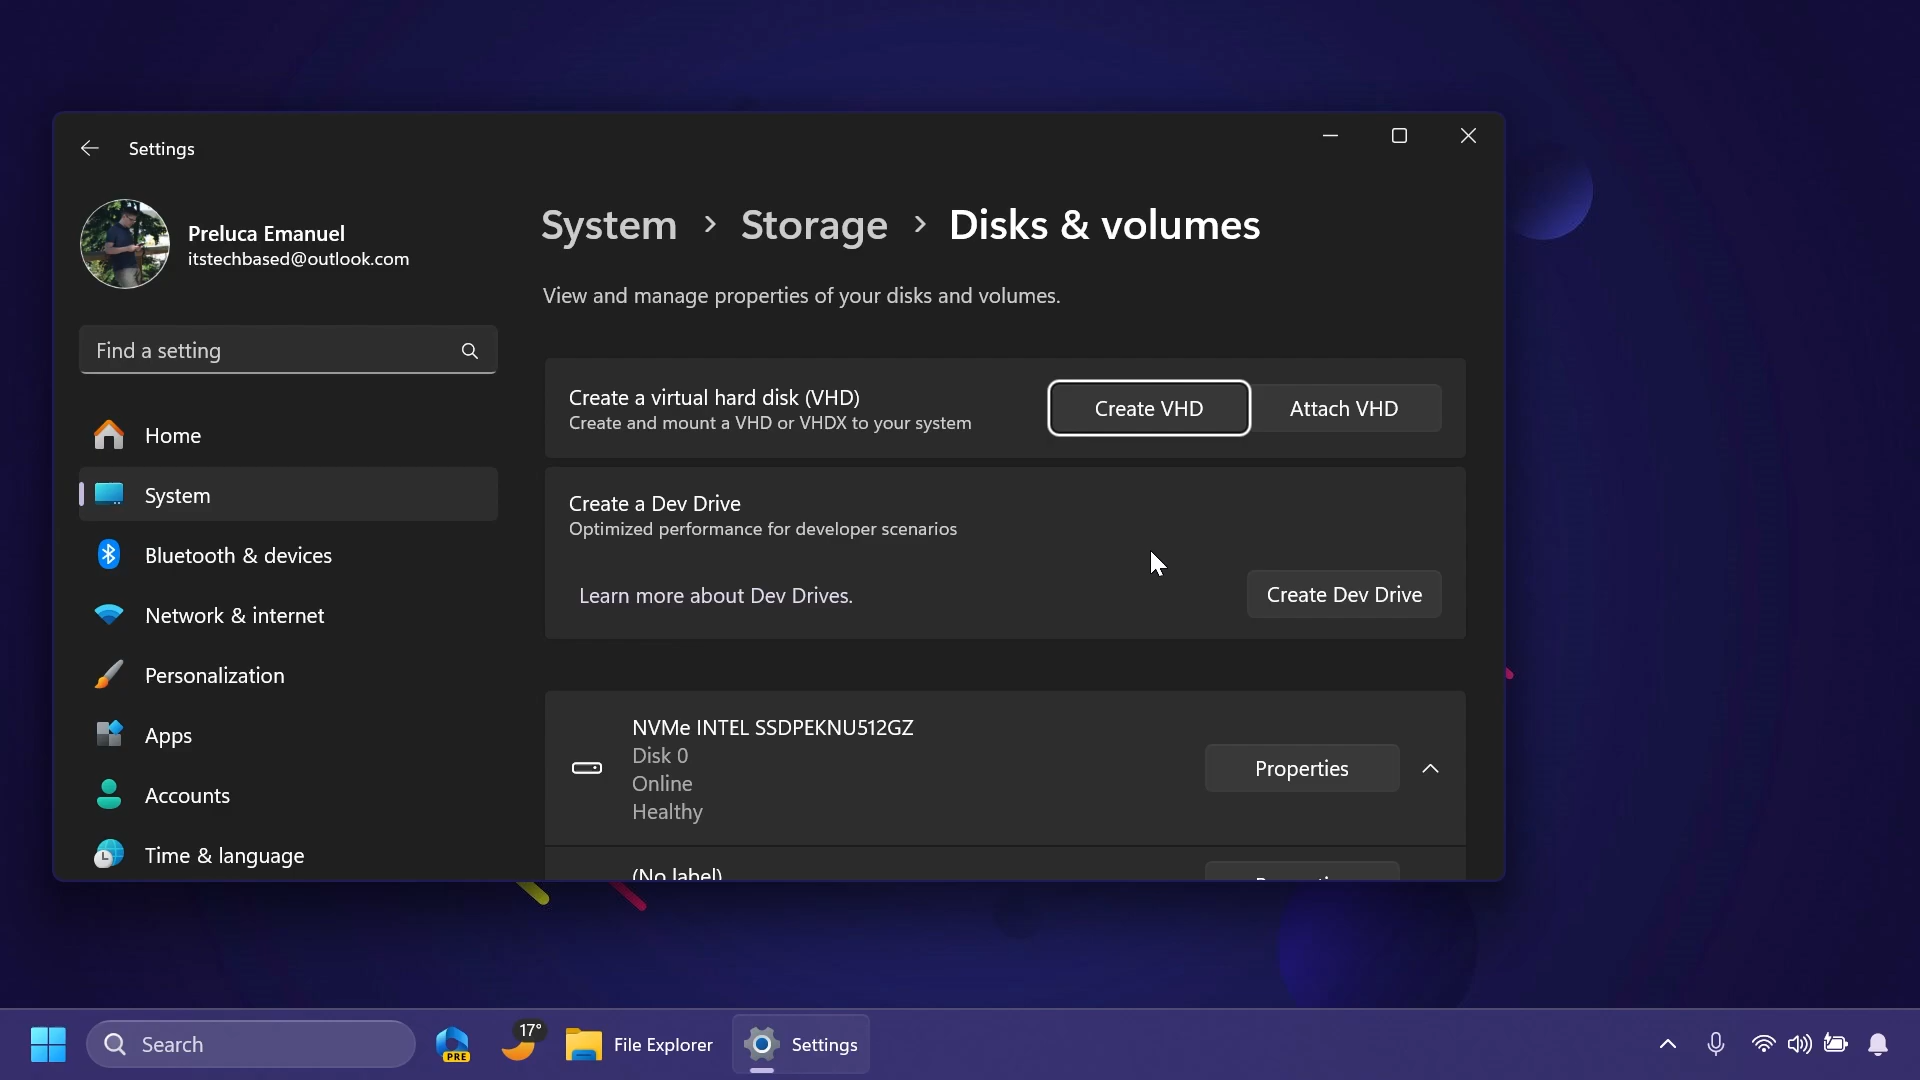 Settings
Preluca Emanuel
itstechbased@outlook.com
Find a setting
Home
System
Bluetooth & devices
Network & internet
Personalization
Apps
Accounts
Time & language
System > Storage > Disks & volumes
View and manage properties of your disks and volumes.
Create a virtual hard disk (VHD)
Create and mount a VHD or VHDX to your system
Create VHD
Attach VHD
Create a Dev Drive
Optimized performance for developer scenarios
Learn more about Dev Drives.
Create Dev Drive
NVMe INTEL SSDPEKNU512GZ
Disk 0
Online
Healthy
Properties
(No label)
Search
PRE
17°
File Explorer
Settings